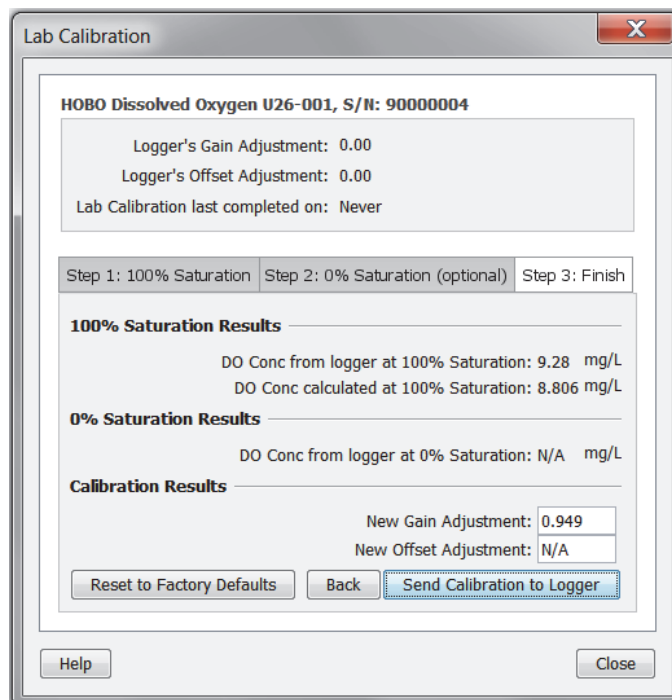 Lab Calibration
HOBO Dissolved Oxygen U26-001, S/N: 90000004
Logger's Gain Adjustment: 0.00
Logger's Offset Adjustment: 0.00
Lab Calibration last completed on: Never
Step 1: 100% Saturation Step 2: 0% Saturation (optional) Step 3: Finish
100% Saturation Results
DO Conc from logger at 100% Saturation: 9.28 mg/L
DO Conc calculated at 100% Saturation: 8.806 mg/L
0% Saturation Results
DO Conc from logger at 0% Saturation: N/A mg/L
Calibration Results
New Gain Adjustment: 0.949
New Offset Adjustment: N/A
Reset to Factory Defaults Back Send Calibration to Logger
Help Close